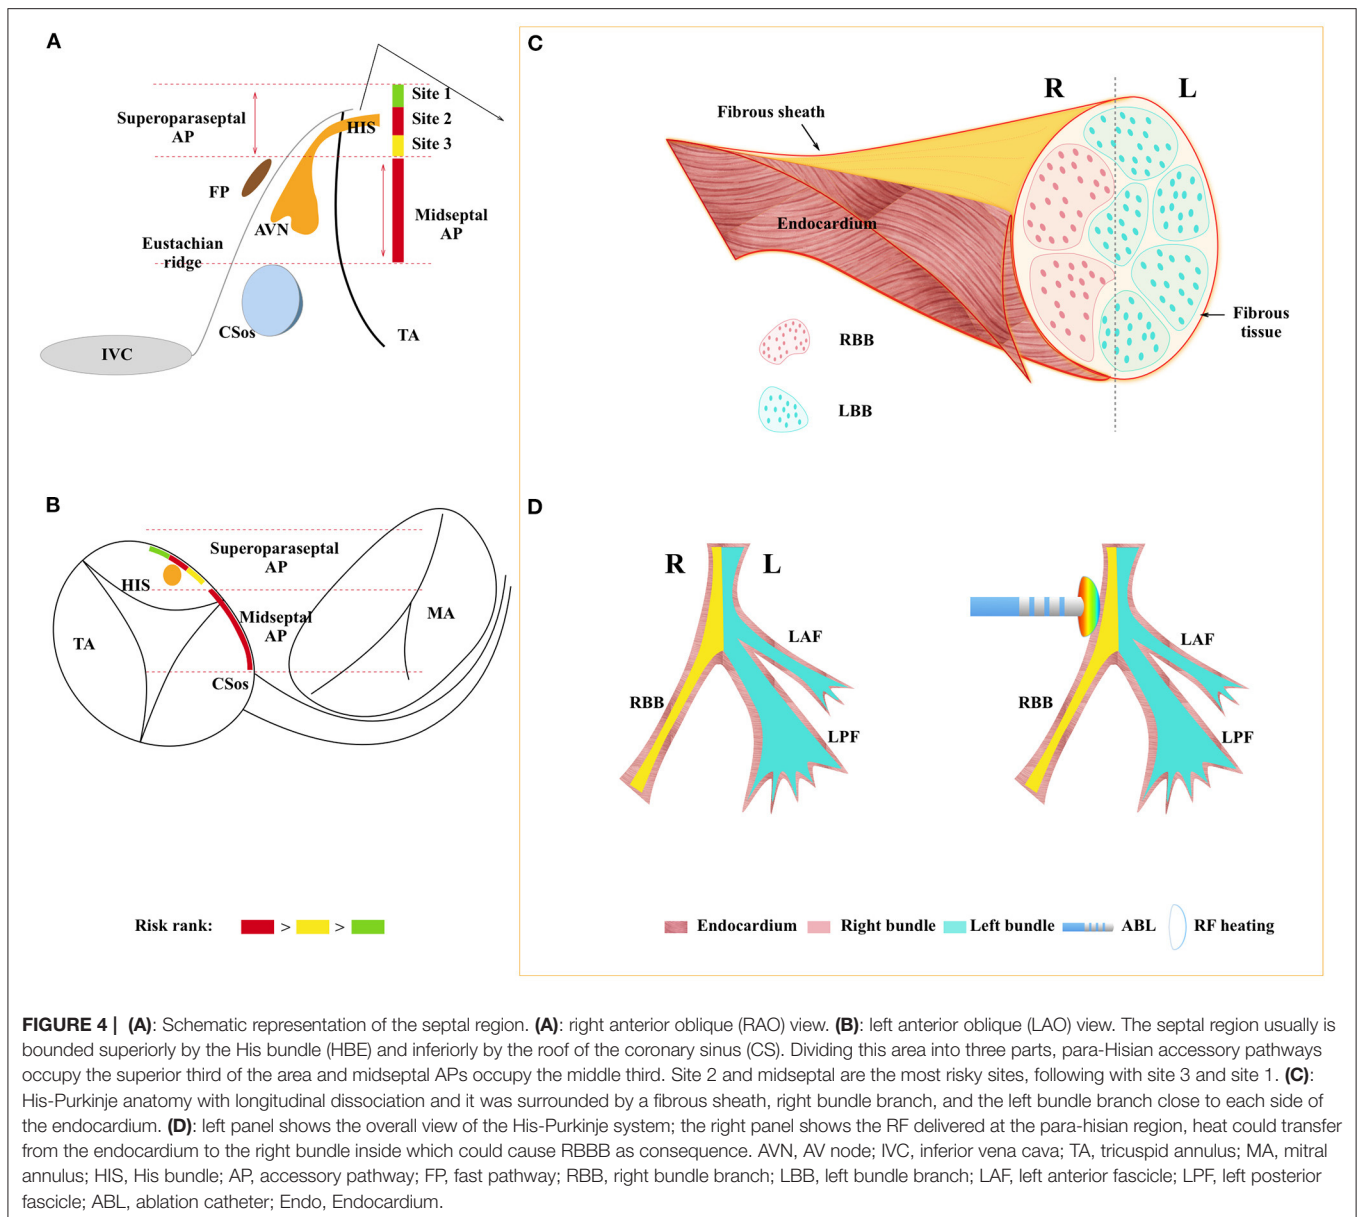 A
Superoparaseptal
AP
Site 1
Site 2
Site 3
HIS
FP
AVN
Midseptal
AP
Eustachian
ridge
CSos
TA
IVC
C
R
L
Fibrous sheath
Endocardium
Fibrous
tissue
RBB
LBB
B
Superoparaseptal
AP
HIS
Midseptal
AP
MA
TA
CSos
Risk rank:
>
>
D
R
L
LAF
RBB
LPF
LAF
RBB
LPF
Endocardium
Right bundle
Left bundle
ABL
RF heating
FIGURE 4 | (A): Schematic representation of the septal region. (A): right anterior oblique (RAO) view. (B): left anterior oblique (LAO) view. The septal region usually is
bounded superiorly by the His bundle (HBE) and inferiorly by the roof of the coronary sinus (CS). Dividing this area into three parts, para-Hisian accessory pathways
occupy the superior third of the area and midseptal APs occupy the middle third. Site 2 and midseptal are the most risky sites, following with site 3 and site 1. (C):
His-Purkinje anatomy with longitudinal dissociation and it was surrounded by a fibrous sheath, right bundle branch, and the left bundle branch close to each side of
the endocardium. (D): left panel shows the overall view of the His-Purkinje system; the right panel shows the RF delivered at the para-hisian region, heat could transfer
from the endocardium to the right bundle inside which could cause RBBB as consequence. AVN, AV node; IVC, inferior vena cava; TA, tricuspid annulus; MA, mitral
annulus; HIS, His bundle; AP, accessory pathway; FP, fast pathway; RBB, right bundle branch; LBB, left bundle branch; LAF, left anterior fascicle; LPF, left posterior
fascicle; ABL, ablation catheter; Endo, Endocardium.